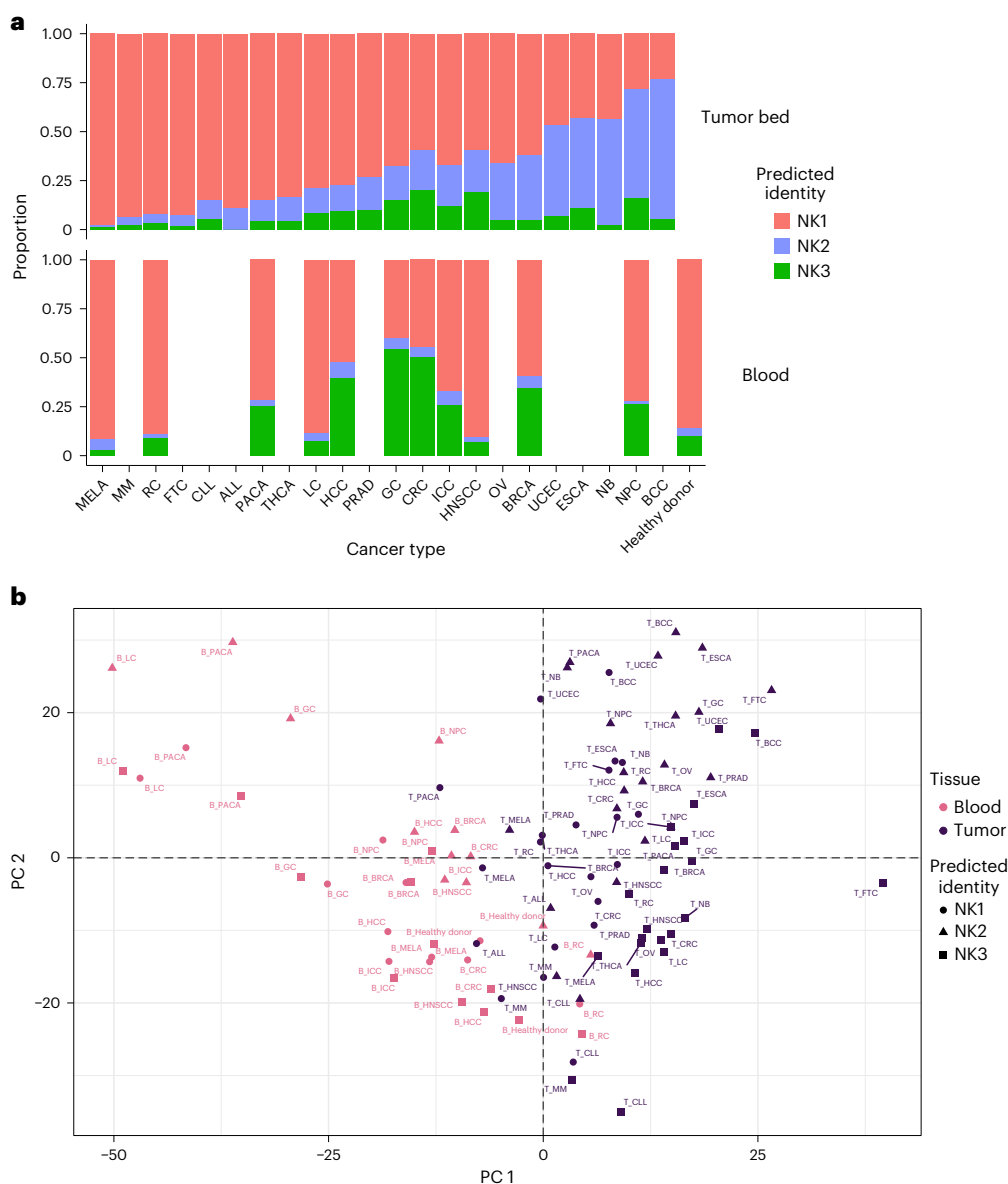 a
1.00
0.75
0.50
0.25
0
Tumor bed
Predicted
identity
NK1
NK2
NK3
Proportion
1.00
0.75
0.50
0.25
0
Blood
MELA
MM
RC
FTC
CLL
ALL
PACA
THCA
LC
HCC
PRAD
GC
CRC
ICC
HNSCC
OV
BRCA
UCEC
ESCA
NB
NPC
BCC
Healthy donor
Cancer type
b
PC 2
20
0
−20
−50
−25
0
25
PC 1
B_LC
B_PACA
B_GC
B_NPC
B_PACA
B_LC
B_LC
B_PACA
T_PACA
B_HCC
B_BRCA
B_NPC
B_NPC
B_CRC
B_MELA
B_ICC
B_GC
B_GC
B_BRCA
B_BRCA
B_HNSCC
T_MELA
T_MELA
B_HCC
B_Healthy donor
B_Healthy donor
B_MELA
B_MELA
T_ALL
B_ICC
B_HNSCC
B_CRC
B_ICC
B_CRC
T_HNSCC
B_HNSCC
T_MM
B_HCC
B_Healthy donor
B_RC
B_RC
B_RC
T_BCC
T_PACA
T_UCEC
T_ESCA
T_NB
T_BCC
T_UCEC
T_FTC
T_GC
T_NPC
T_THCA
T_UCEC
T_BCC
T_ESCA
T_NB
T_FTC
T_RC
T_OV
T_HCC
T_BRCA
T_PRAD
T_CRC
T_GC
T_ESCA
T_PRAD
T_NPC
T_ICC
T_NPC
T_RC
T_THCA
T_LC
T_ICC
T_ICC
T_PACA
T_GC
T_HCC
T_BRCA
T_BRCA
T_FTC
T_OV
T_HNSCC
T_RC
T_NB
T_ALL
T_CRC
T_HNSCC
T_LC
T_PRAD
T_CRC
T_OV
T_LC
T_MM
T_THCA
T_MELA
T_HCC
T_CLL
T_CLL
T_MM
T_CLL
Tissue
Blood
Tumor
Predicted
identity
NK1
NK2
NK3